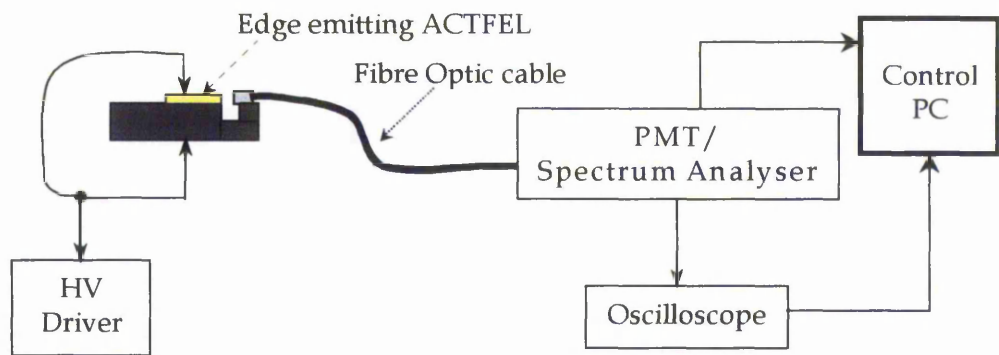 Edge emitting ACTFEL
Fibre Optic cable
Control
PC
PMT/
Spectrum Analyser
HV
Driver
Oscilloscope